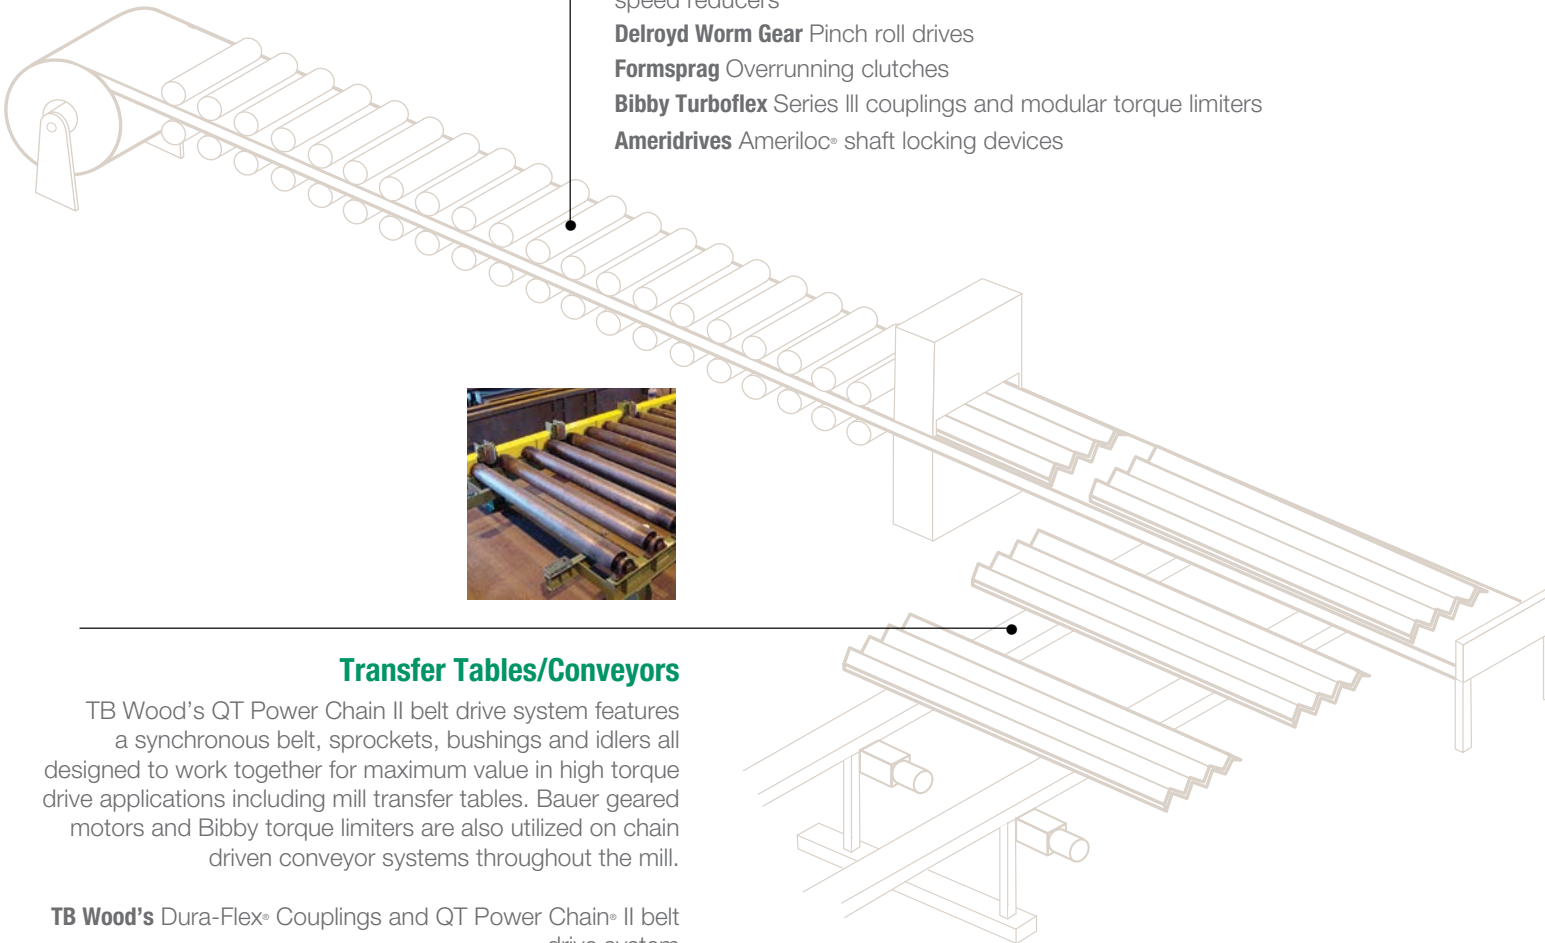 speed reducers
Delroyd Worm Gear Pinch roll drives
Formsprag Overrunning clutches
Bibby Turboflex Series III couplings and modular torque limiters
Ameridrives Ameriloc® shaft locking devices
Transfer Tables/Conveyors
TB Wood’s QT Power Chain II belt drive system features
a synchronous belt, sprockets, bushings and idlers all
designed to work together for maximum value in high torque
drive applications including mill transfer tables. Bauer geared
motors and Bibby torque limiters are also utilized on chain
driven conveyor systems throughout the mill.
TB Wood’s Dura-Flex® Couplings and QT Power Chain® II belt
drive system